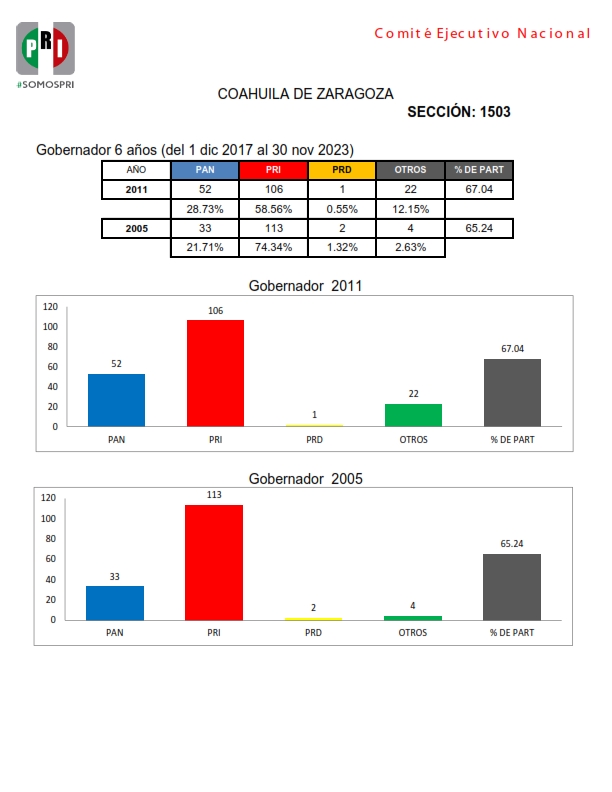 Comité Ejecutivo Nacional
PRI
#SOMOSPRI
COAHUILA DE ZARAGOZA
SECCIÓN: 1503
Gobernador 6 años (del 1 dic 2017 al 30 nov 2023)
AÑO PAN PRI PRD OTROS % DE PART
2011 52 106 1 22 67.04
28.73% 58.56% 0.55% 12.15%
2005 33 113 2 4 65.24
21.71% 74.34% 1.32% 2.63%
Gobernador 2011
120
100
80
60
40
20
0
52
106
1
22
67.04
PAN PRI PRD OTROS % DE PART
Gobernador 2005
120
100
80
60
40
20
0
33
113
2
4
65.24
PAN PRI PRD OTROS % DE PART